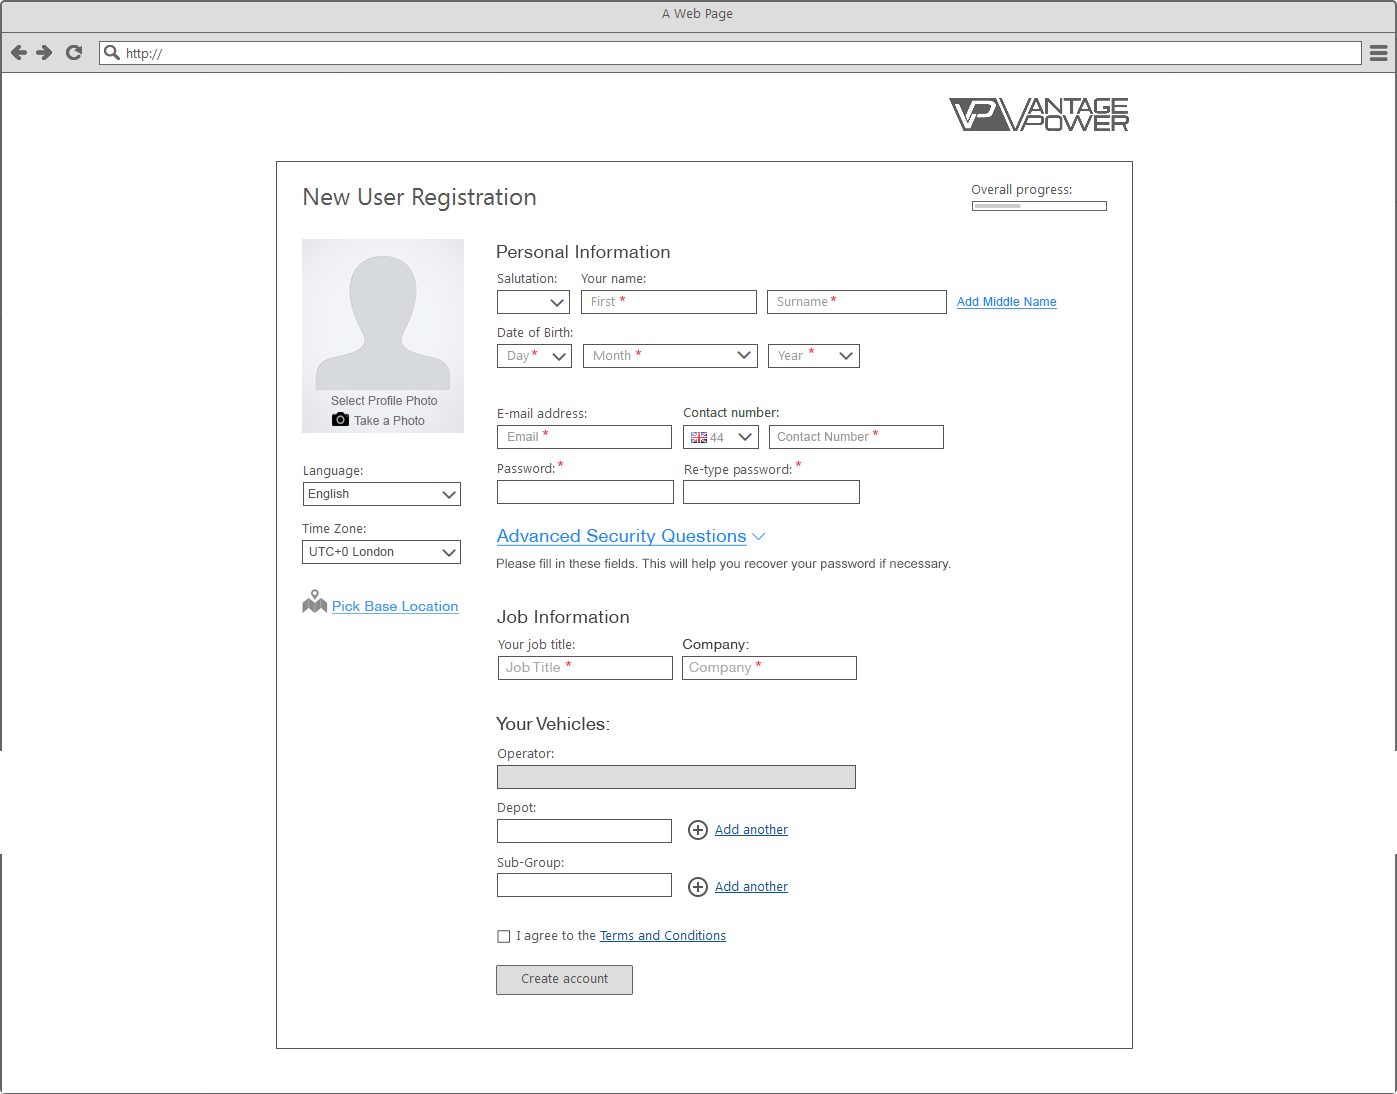 A Web Page
http://
VP VANTAGE
POWER
New User Registration
Overall progress:
Select Profile Photo
Take a Photo
Language:
English
Time Zone:
UTC+0 London
Pick Base Location
Personal Information
Salutation: Your name:
First * Surname * Add Middle Name
Date of Birth:
Day * Month * Year *
E-mail address: Contact number:
Email * 44 Contact Number *
Password: * Re-type password: *
Advanced Security Questions
Please fill in these fields. This will help you recover your password if necessary.
Job Information
Your job title: Company:
Job Title * Company *
Your Vehicles:
Operator:
Depot:
Add another
Sub-Group:
Add another
I agree to the Terms and Conditions
Create account